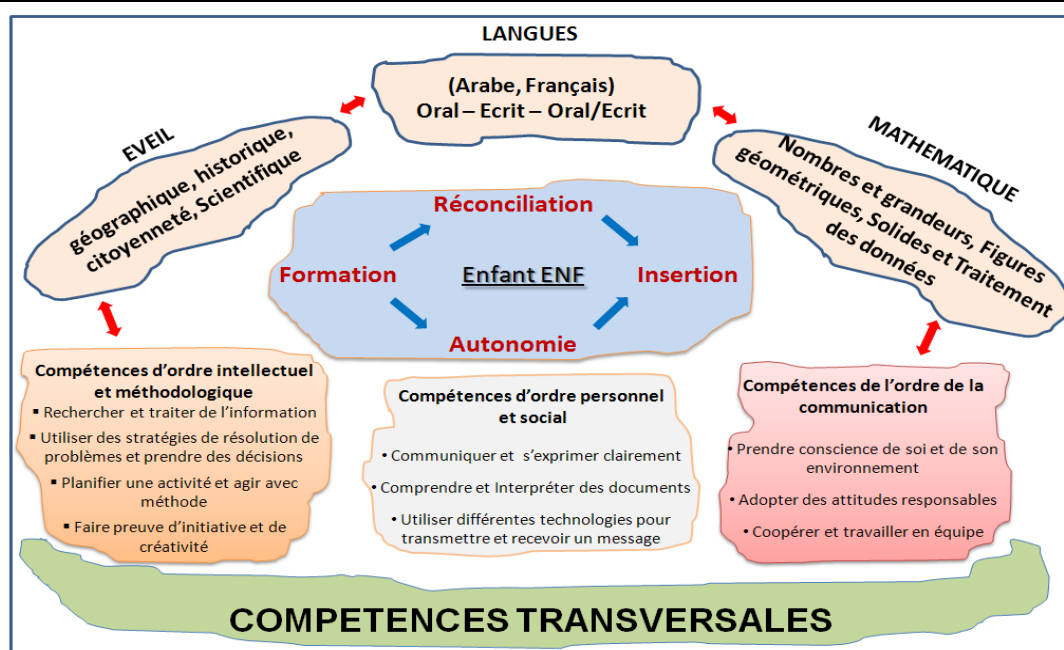 LANGUES
(Arabe, Français)
Oral – Ecrit – Oral/Ecrit
EVEIL
géographique, historique,
citoyenneté, Scientifique
MATHEMATIQUE
Nombres et grandeurs, Figures
géométriques, Solides et Traitement
des données
Réconciliation
Formation
Enfant ENF
Insertion
Autonomie
Compétences d’ordre intellectuel
et méthodologique
▪ Rechercher et traiter de l’information
▪ Utiliser des stratégies de résolution de
problèmes et prendre des décisions
▪ Planifier une activité et agir avec
méthode
▪ Faire preuve d’initiative et de
créativité
Compétences d’ordre personnel
et social
• Communiquer et s’exprimer clairement
• Comprendre et Interpréter des documents
• Utiliser différentes technologies pour
transmettre et recevoir un message
Compétences de l’ordre de la
communication
• Prendre conscience de soi et de son
environnement
• Adopter des attitudes responsables
• Coopérer et travailler en équipe
COMPETENCES TRANSVERSALES